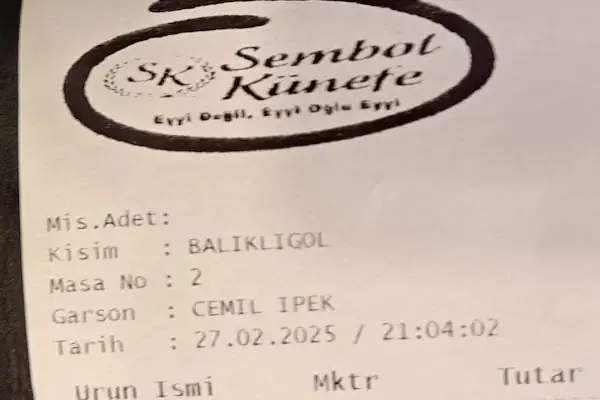 SK Sembol
Künefe
Eyyi Değil, Eyyi Oğlu Eyyi
Mis.Adet:
Kisim : BALIKLIGOL
Masa No : 2
Garson : CEMIL IPEK
Tarih : 27.02.2025 / 21:04:02
Urun Ismi Mktr Tutar